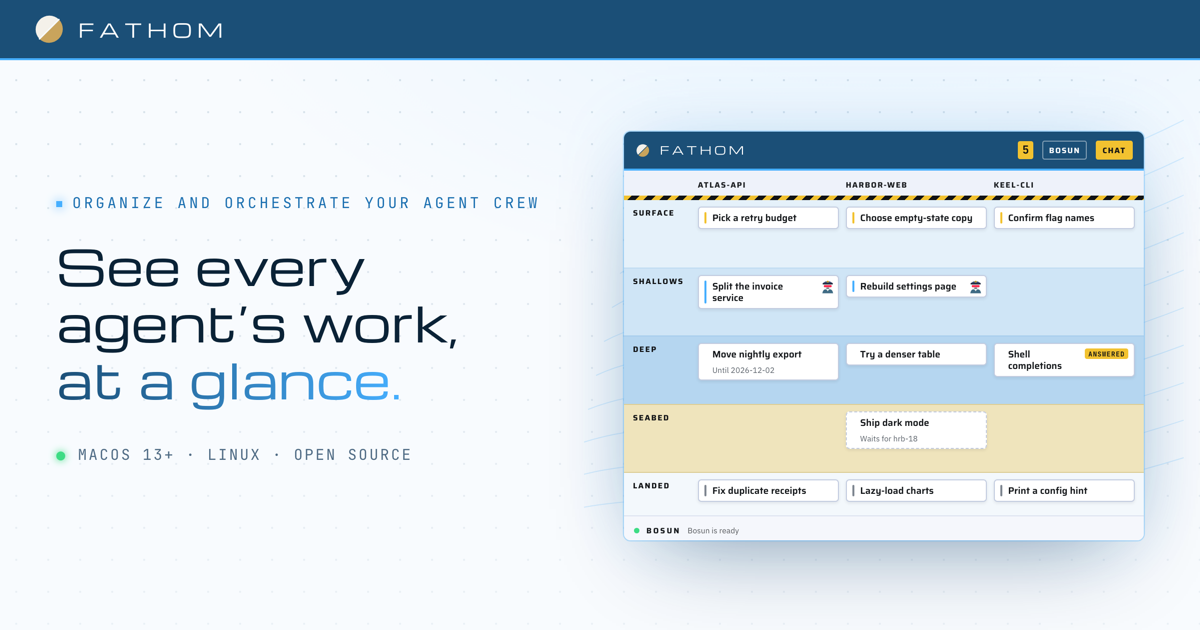 FATHOM
ORGANIZE AND ORCHESTRATE YOUR AGENT CREW
See every
agent's work,
at a glance.
MACOS 13+ · LINUX · OPEN SOURCE
FATHOM
5 BOSUN CHAT
ATLAS-API HARBOR-WEB KEEL-CLI
SURFACE
Pick a retry budget
Choose empty-state copy
Confirm flag names
SHALLOWS
Split the invoice
service
Rebuild settings page
DEEP
Move nightly export
Until 2026-12-02
Try a denser table
Shell
completions
ANSWERED
SEABED
Ship dark mode
Waits for hrb-18
LANDED
Fix duplicate receipts
Lazy-load charts
Print a config hint
BOSUN Bosun is ready